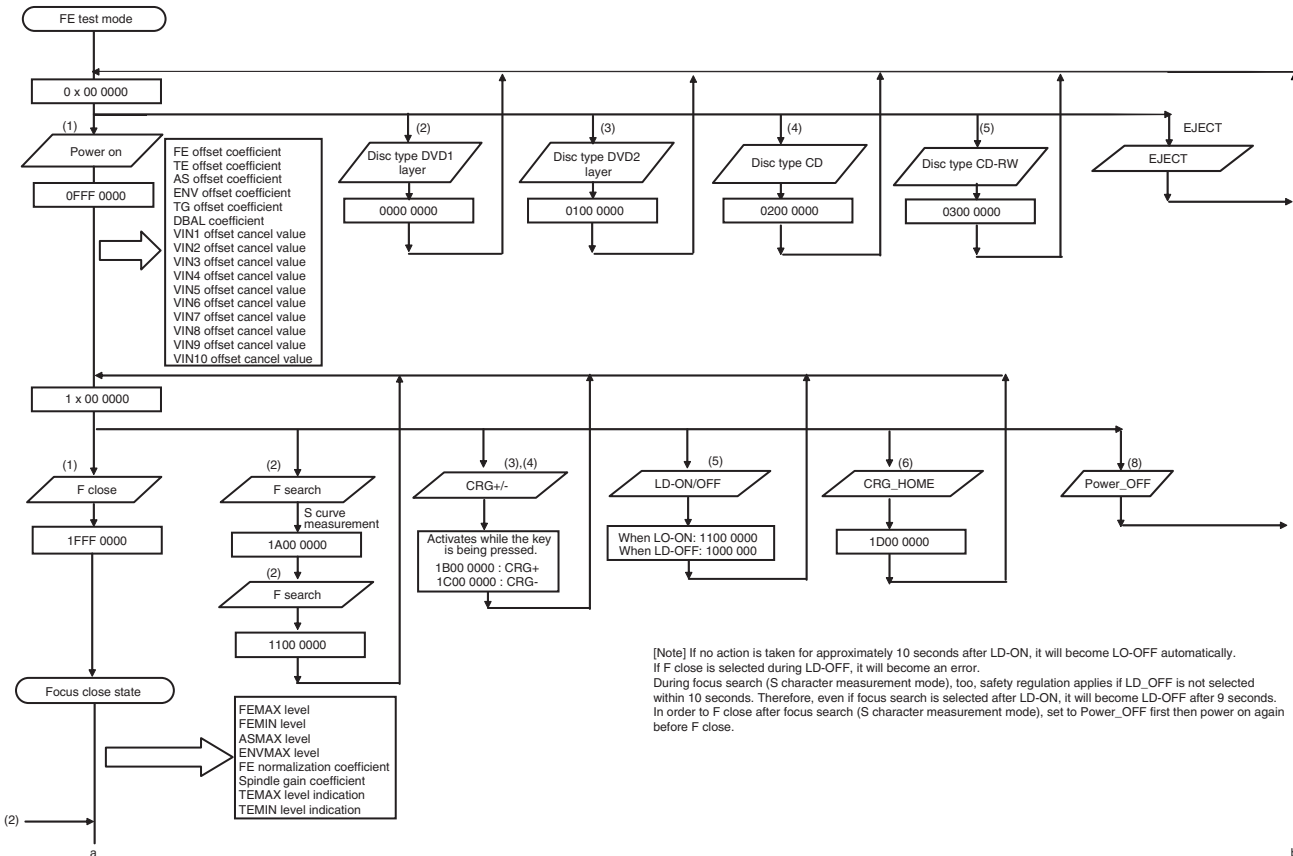 FE test mode
0 x 00 0000
(1)
Power on
0FFF 0000
FE offset coefficient
TE offset coefficient
AS offset coefficient
ENV offset coefficient
TG offset coefficient
DBAL coefficient
VIN1 offset cancel value
VIN2 offset cancel value
VIN3 offset cancel value
VIN4 offset cancel value
VIN5 offset cancel value
VIN6 offset cancel value
VIN7 offset cancel value
VIN8 offset cancel value
VIN9 offset cancel value
VIN10 offset cancel value
(2)
Disc type DVD1
layer
0000 0000
(3)
Disc type DVD2
layer
0100 0000
(4)
Disc type CD
0200 0000
(5)
Disc type CD-RW
0300 0000
EJECT
EJECT
1 x 00 0000
(1)
F close
1FFF 0000
(2)
F search
S curve
measurement
1A00 0000
(2)
F search
1100 0000
(3),(4)
CRG+/-
Activates while the key
is being pressed.
1B00 0000 : CRG+
1C00 0000 : CRG-
(5)
LD-ON/OFF
When LO-ON: 1100 0000
When LD-OFF: 1000 000
(6)
CRG_HOME
1D00 0000
(8)
Power_OFF
Focus close state
FEMAX level
FEMIN level
ASMAX level
ENVMAX level
FE normalization coefficient
Spindle gain coefficient
TEMAX level indication
TEMIN level indication
[Note] If no action is taken for approximately 10 seconds after LD-ON, it will become LO-OFF automatically.
If F close is selected during LD-OFF, it will become an error.
During focus search (S character measurement mode), too, safety regulation applies if LD_OFF is not selected
within 10 seconds. Therefore, even if focus search is selected after LD-ON, it will become LD-OFF after 9 seconds.
In order to F close after focus search (S character measurement mode), set to Power_OFF first then power on again
before F close.
(2)
a